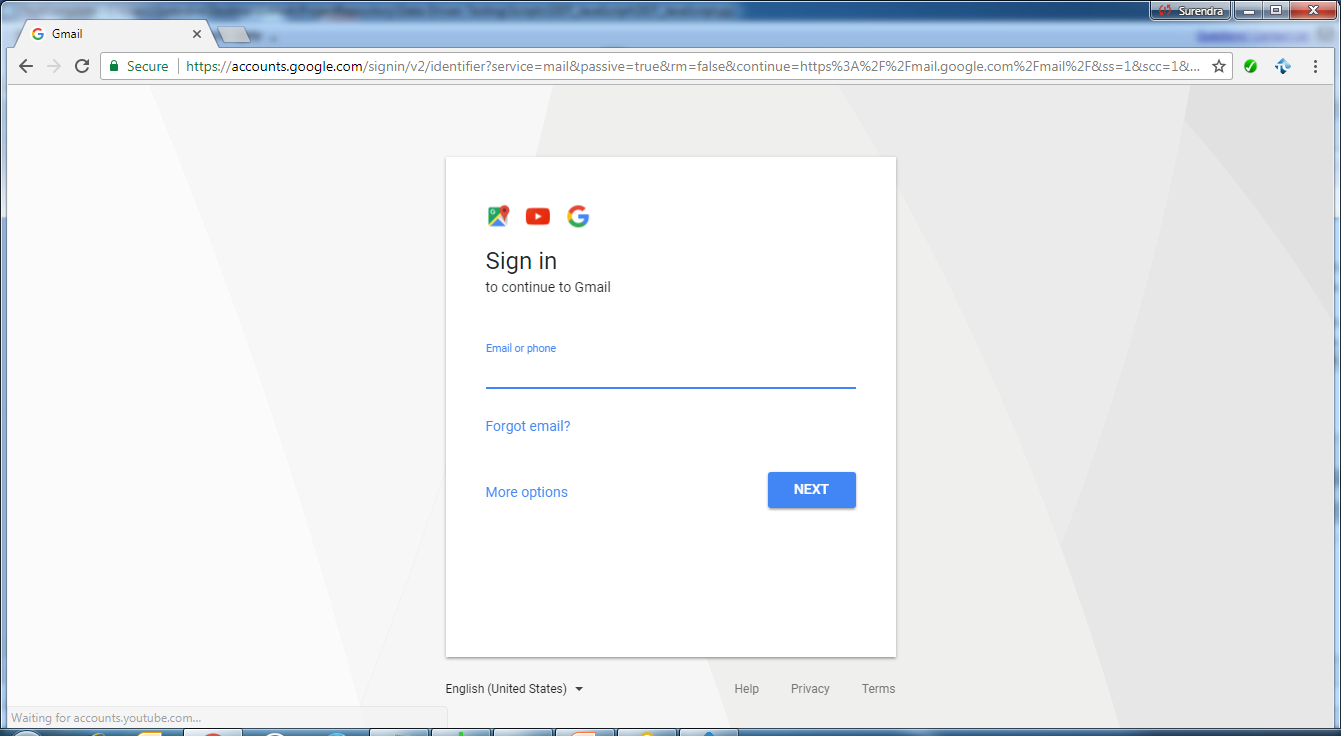 Surendra
Gmail
Secure https://accounts.google.com/signin/v2/identifier?service=mail&passive=true&rm=false&continue=https%3A%2F%2Fmail.google.com%2Fmail%2F&ss=1&scc=1&...
Sign in
to continue to Gmail
Email or phone
Forgot email?
More options NEXT
English (United States) Help Privacy Terms
Waiting for accounts.youtube.com...